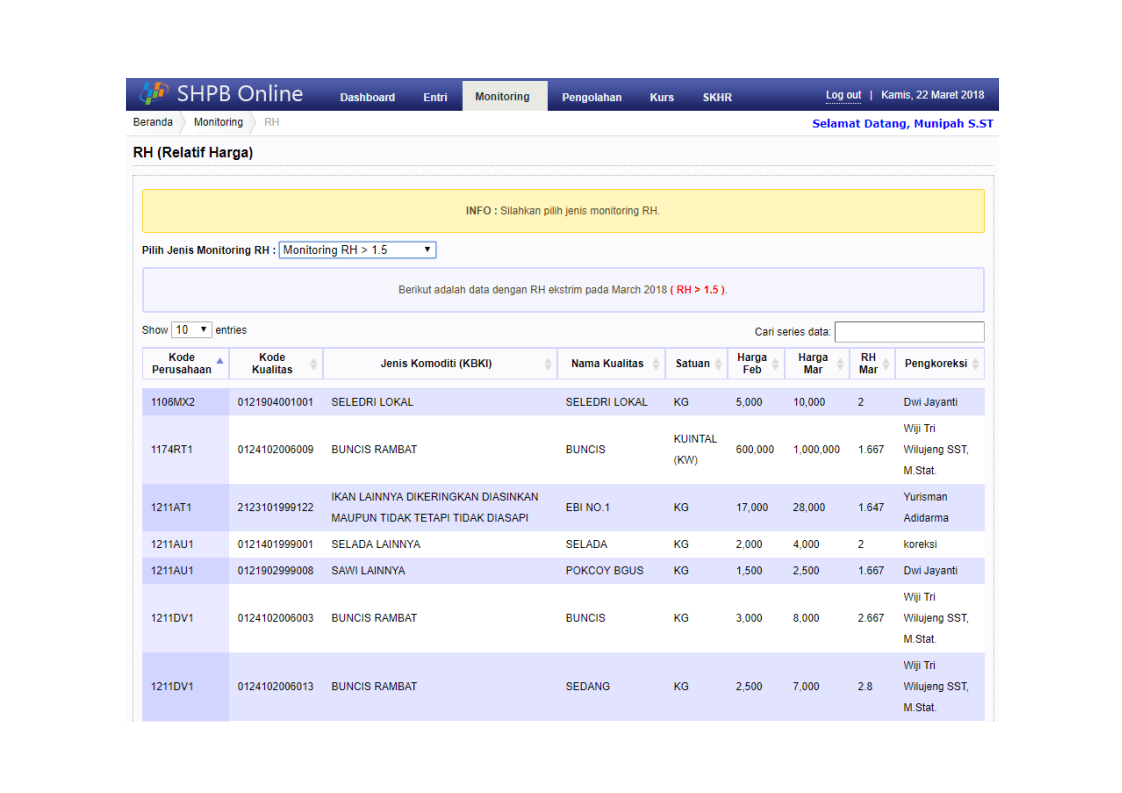 SHPB Online Dashboard Entri Monitoring Pengolahan Kurs SKHR Log out | Kamis, 22 Maret 2018
Beranda Monitoring RH Selamat Datang, Munipah S.ST
RH (Relatif Harga)
INFO : Silahkan pilih jenis monitoring RH.
Pilih Jenis Monitoring RH : Monitoring RH > 1.5
Berikut adalah data dengan RH ekstrim pada March 2018 ( RH > 1.5 ).
Show 10 entries Cari series data:
Kode Perusahaan Kode Kualitas Jenis Komoditi (KBKI) Nama Kualitas Satuan Harga Feb Harga Mar RH Mar Pengkoreksi
1106MX2 0121904001001 SELEDRI LOKAL SELEDRI LOKAL KG 5,000 10,000 2 Dwi Jayanti
1174RT1 0124102006009 BUNCIS RAMBAT BUNCIS KUINTAL (KW) 600,000 1,000,000 1.667 Wiji Tri Wilujeng SST, M.Stat.
1211AT1 2123101999122 IKAN LAINNYA DIKERINGKAN DIASINKAN MAUPUN TIDAK TETAPI TIDAK DIASAPI EBI NO.1 KG 17,000 28,000 1.647 Yurisman Adidarma
1211AU1 0121401999001 SELADA LAINNYA SELADA KG 2,000 4,000 2 koreksi
1211AU1 0121902999008 SAWI LAINNYA POKCOY BGUS KG 1,500 2,500 1.667 Dwi Jayanti
1211DV1 0124102006003 BUNCIS RAMBAT BUNCIS KG 3,000 8,000 2.667 Wiji Tri Wilujeng SST, M.Stat.
1211DV1 0124102006013 BUNCIS RAMBAT SEDANG KG 2,500 7,000 2.8 Wiji Tri Wilujeng SST, M.Stat.